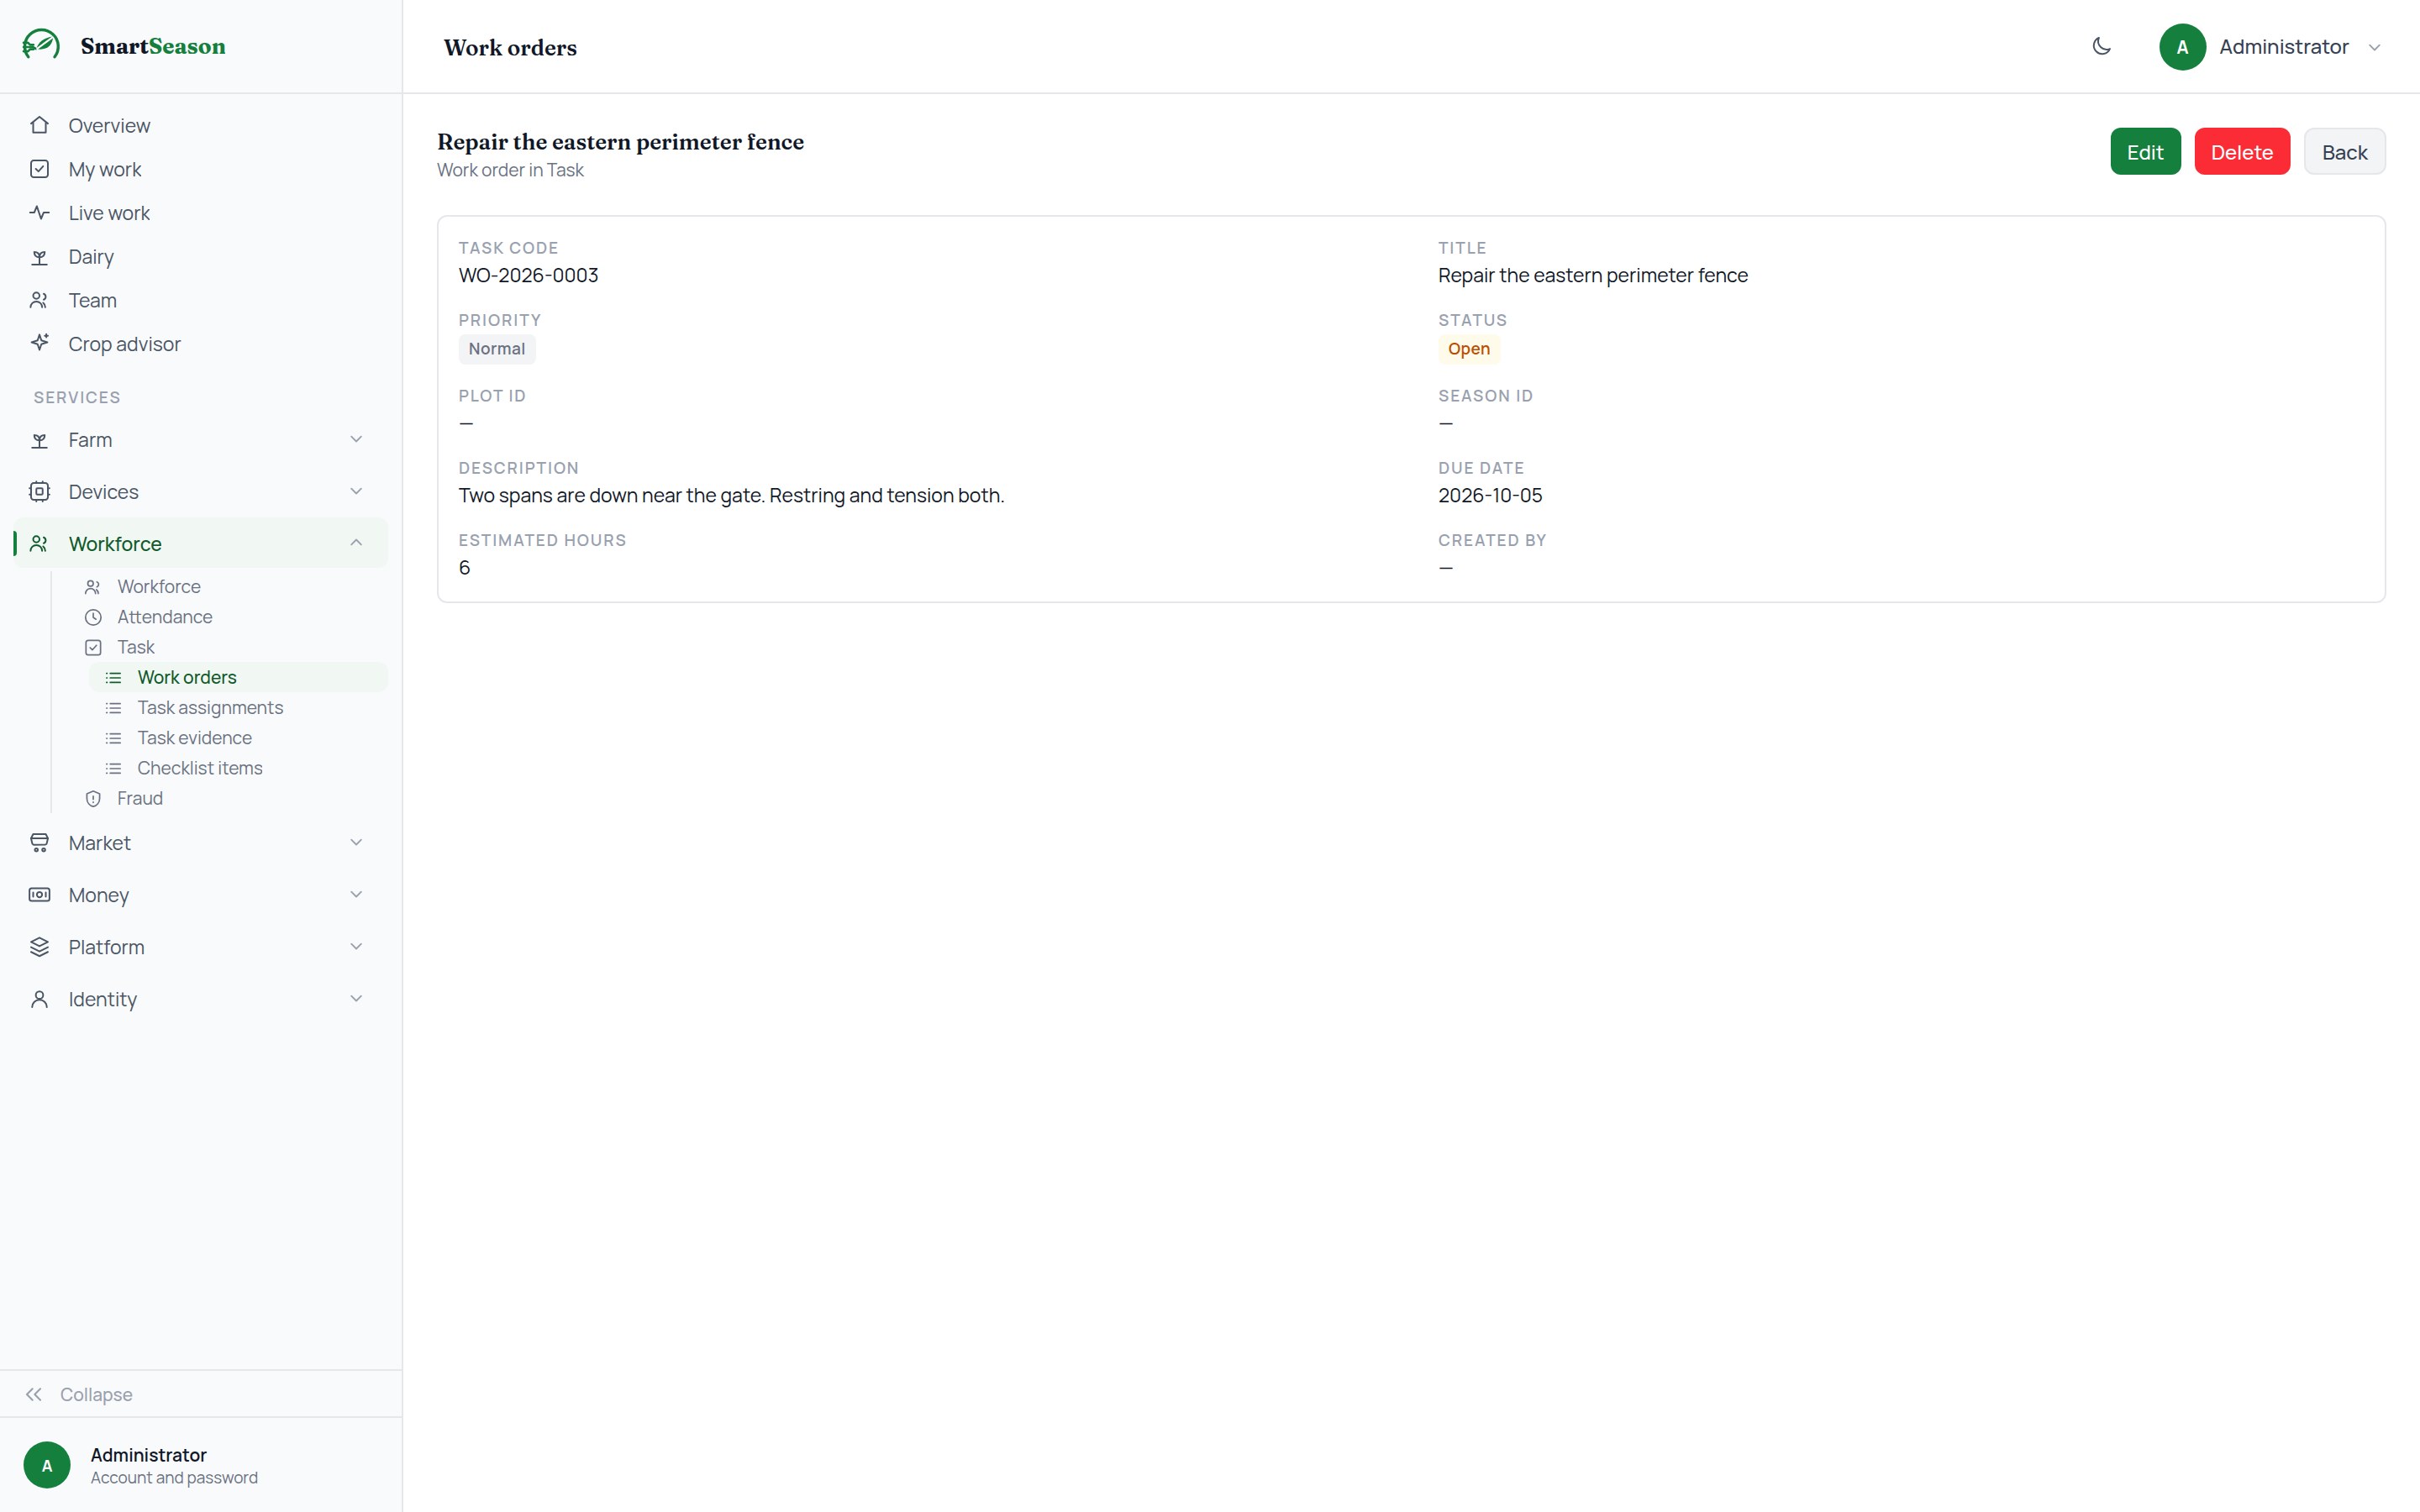 SmartSeason
Work orders
A
Administrator
Overview
My work
Live work
Dairy
Team
Crop advisor
SERVICES
Farm
Devices
Workforce
Workforce
Attendance
Task
Work orders
Task assignments
Task evidence
Checklist items
Fraud
Market
Money
Platform
Identity
Collapse
A
Administrator
Account and password
Repair the eastern perimeter fence
Work order in Task
Edit
Delete
Back
TASK CODE
WO-2026-0003
TITLE
Repair the eastern perimeter fence
PRIORITY
Normal
STATUS
Open
PLOT ID
—
SEASON ID
—
DESCRIPTION
Two spans are down near the gate. Restring and tension both.
DUE DATE
2026-10-05
ESTIMATED HOURS
6
CREATED BY
—